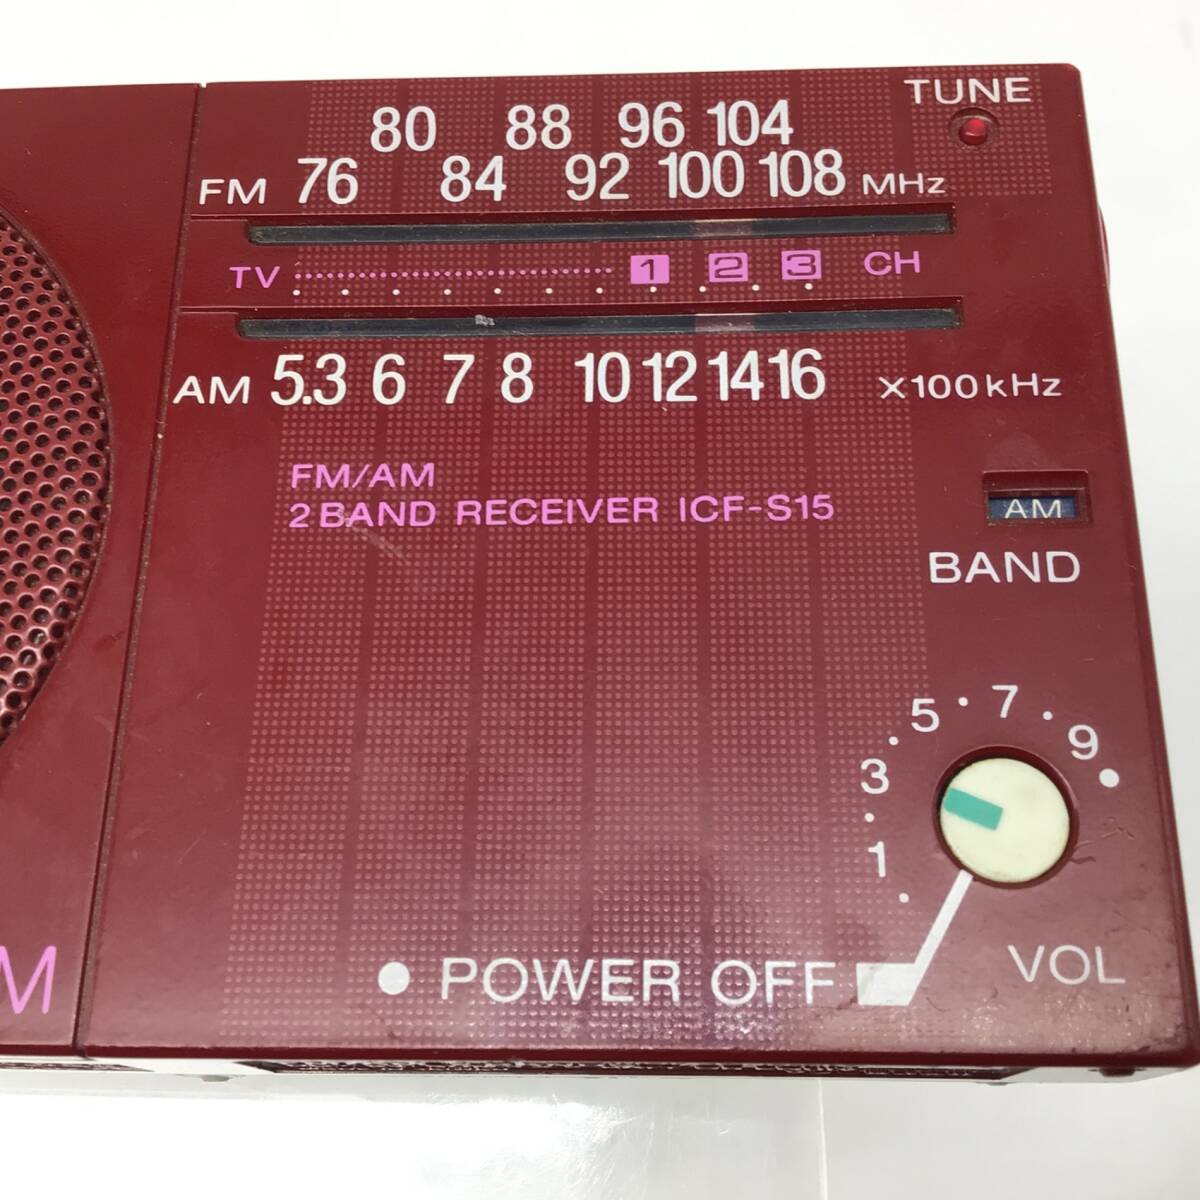 TUNE
80 88 96 104
FM 76 84 92 100 108 MHz
TV 1 2 3 CH
AM 5.3 6 7 8 10 12 14 16 X100kHz
FM/AM
2 BAND RECEIVER ICF-S15
AM
BAND
1 3 5 7 9
VOL
POWER OFF
M